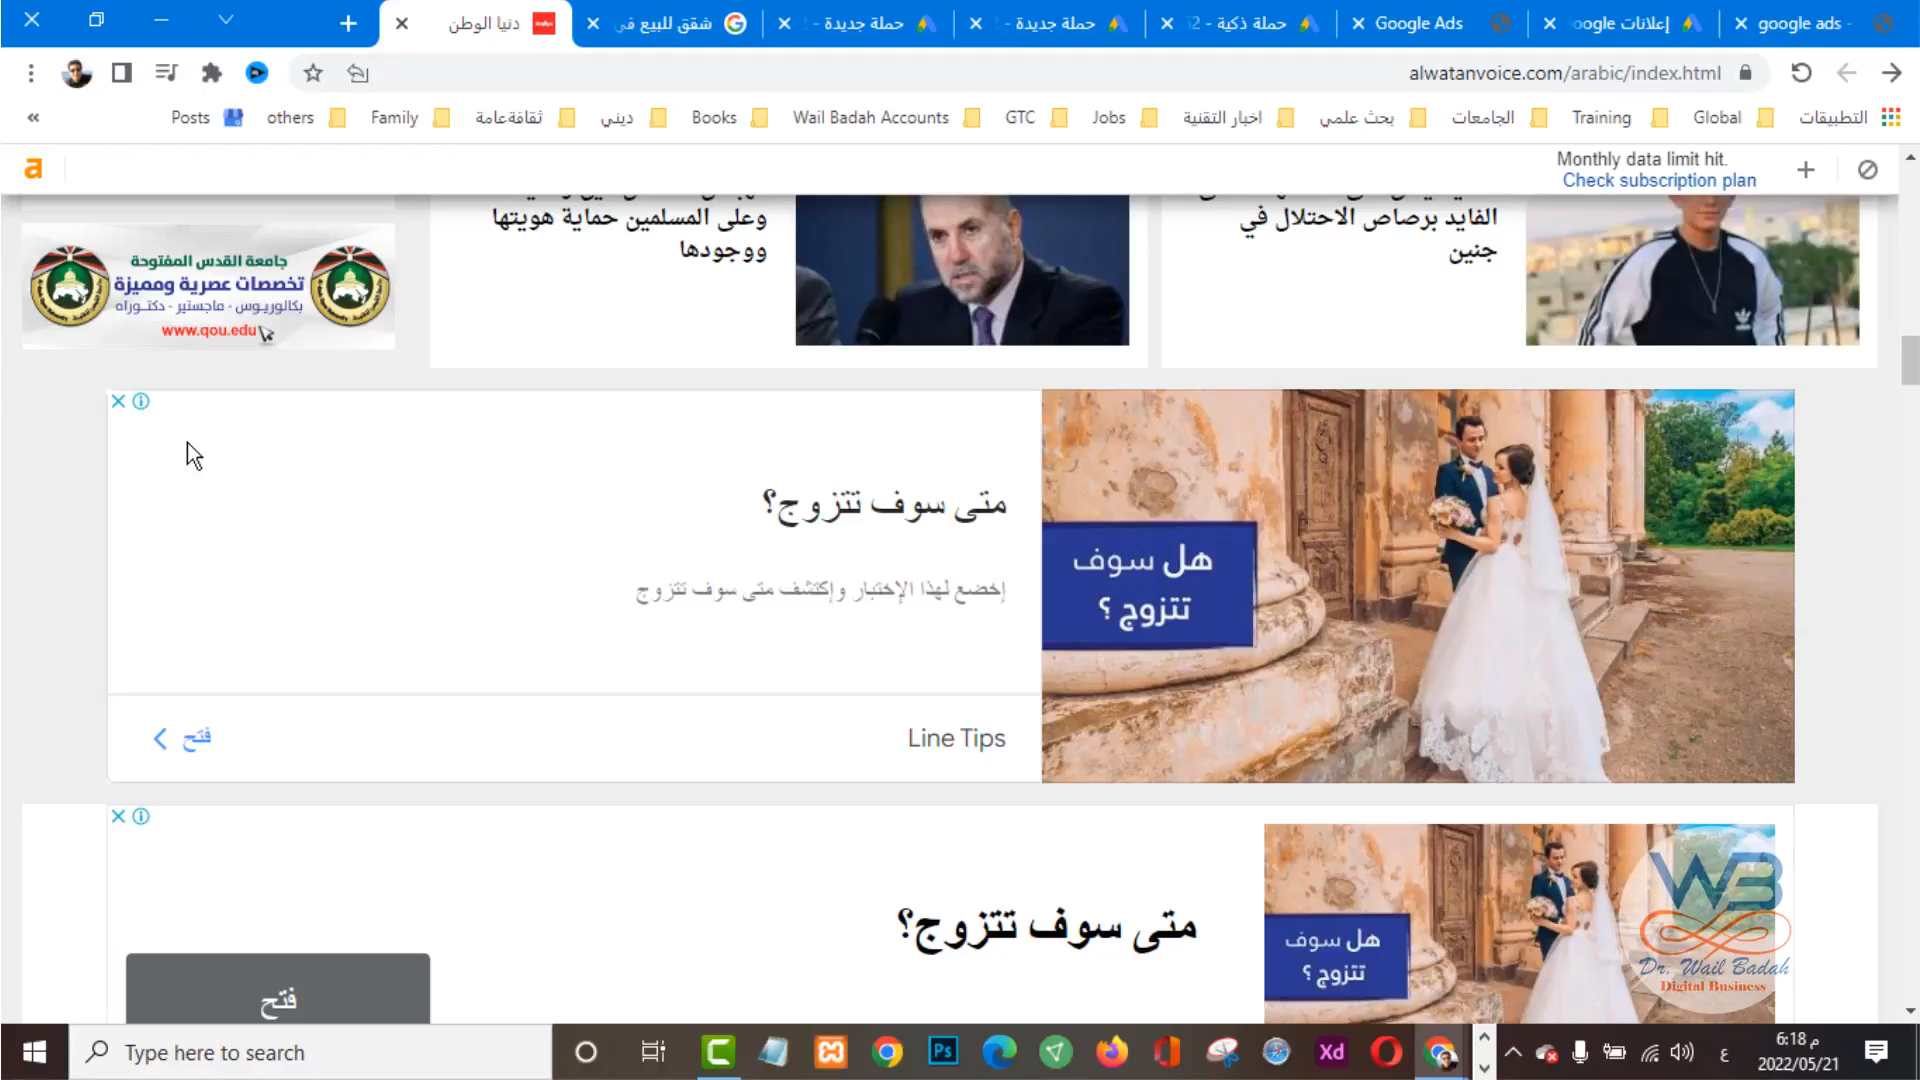 دنيا الوطن
شقق للبيع في
حملة جديدة -
حملة جديدة -
حملة ذكية -
Google Ads
إعلانات
google ads -
alwatanvoice.com/arabic/index.html
Posts
others
Family
ثقافةعامة
ديني
Books
Wail Badah Accounts
GTC
Jobs
اخبار التقنية
بحث علمي
الجامعات
Training
Global
التطبيقات
a
Monthly data limit hit.
Check subscription plan
الفايد برصاص الاحتلال في
جنين
وعلى المسلمين حماية هويتها
ووجودها
جامعة القدس المفتوحة
تخصصات عصرية ومميزة
بكالوريوس - ماجستير - دكتوراه
www.qou.edu
متى سوف تتزوج؟
إخضع لهذا الإختبار وإكتشف متى سوف تتزوج
هل سوف
تتزوج ؟
Line Tips
فتح
متى سوف تتزوج؟
هل سوف
تتزوج ؟
فتح
WB
Dr. Wail Badah
Digital Business
Type here to search
Ps
Xd
ع
6:18 م
2022/05/21